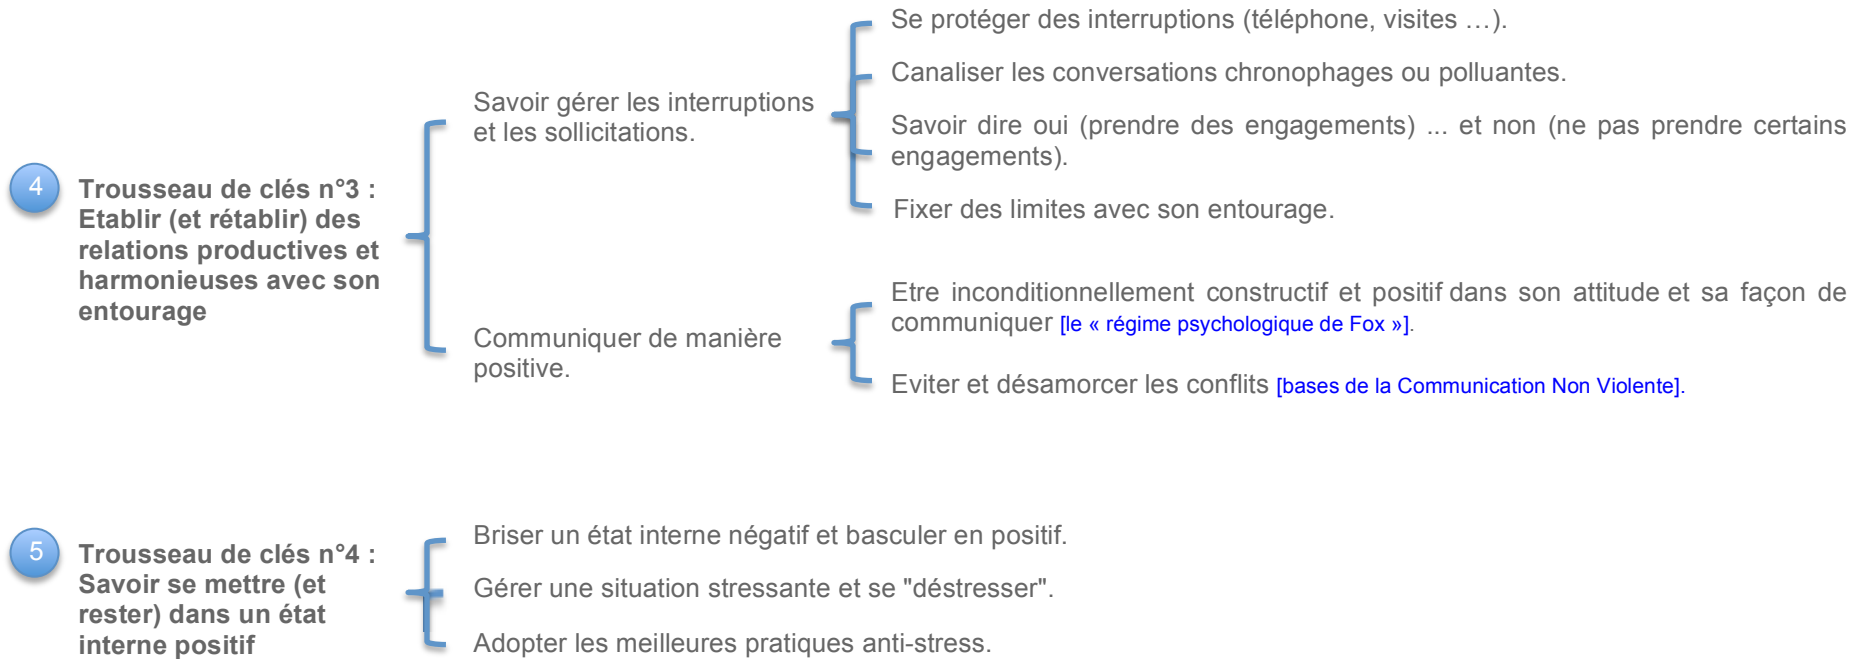 4
Trousseau de clés n°3 :
Etablir (et rétablir) des
relations productives et
harmonieuses avec son
entourage
Savoir gérer les interruptions
et les sollicitations.
Se protéger des interruptions (téléphone, visites …).
Canaliser les conversations chronophages ou polluantes.
Savoir dire oui (prendre des engagements) ... et non (ne pas prendre certains
engagements).
Fixer des limites avec son entourage.
Communiquer de manière
positive.
Etre inconditionnellement constructif et positif dans son attitude et sa façon de
communiquer [le « régime psychologique de Fox »].
Eviter et désamorcer les conflits [bases de la Communication Non Violente].
5
Trousseau de clés n°4 :
Savoir se mettre (et
rester) dans un état
interne positif
Briser un état interne négatif et basculer en positif.
Gérer une situation stressante et se "déstresser".
Adopter les meilleures pratiques anti-stress.